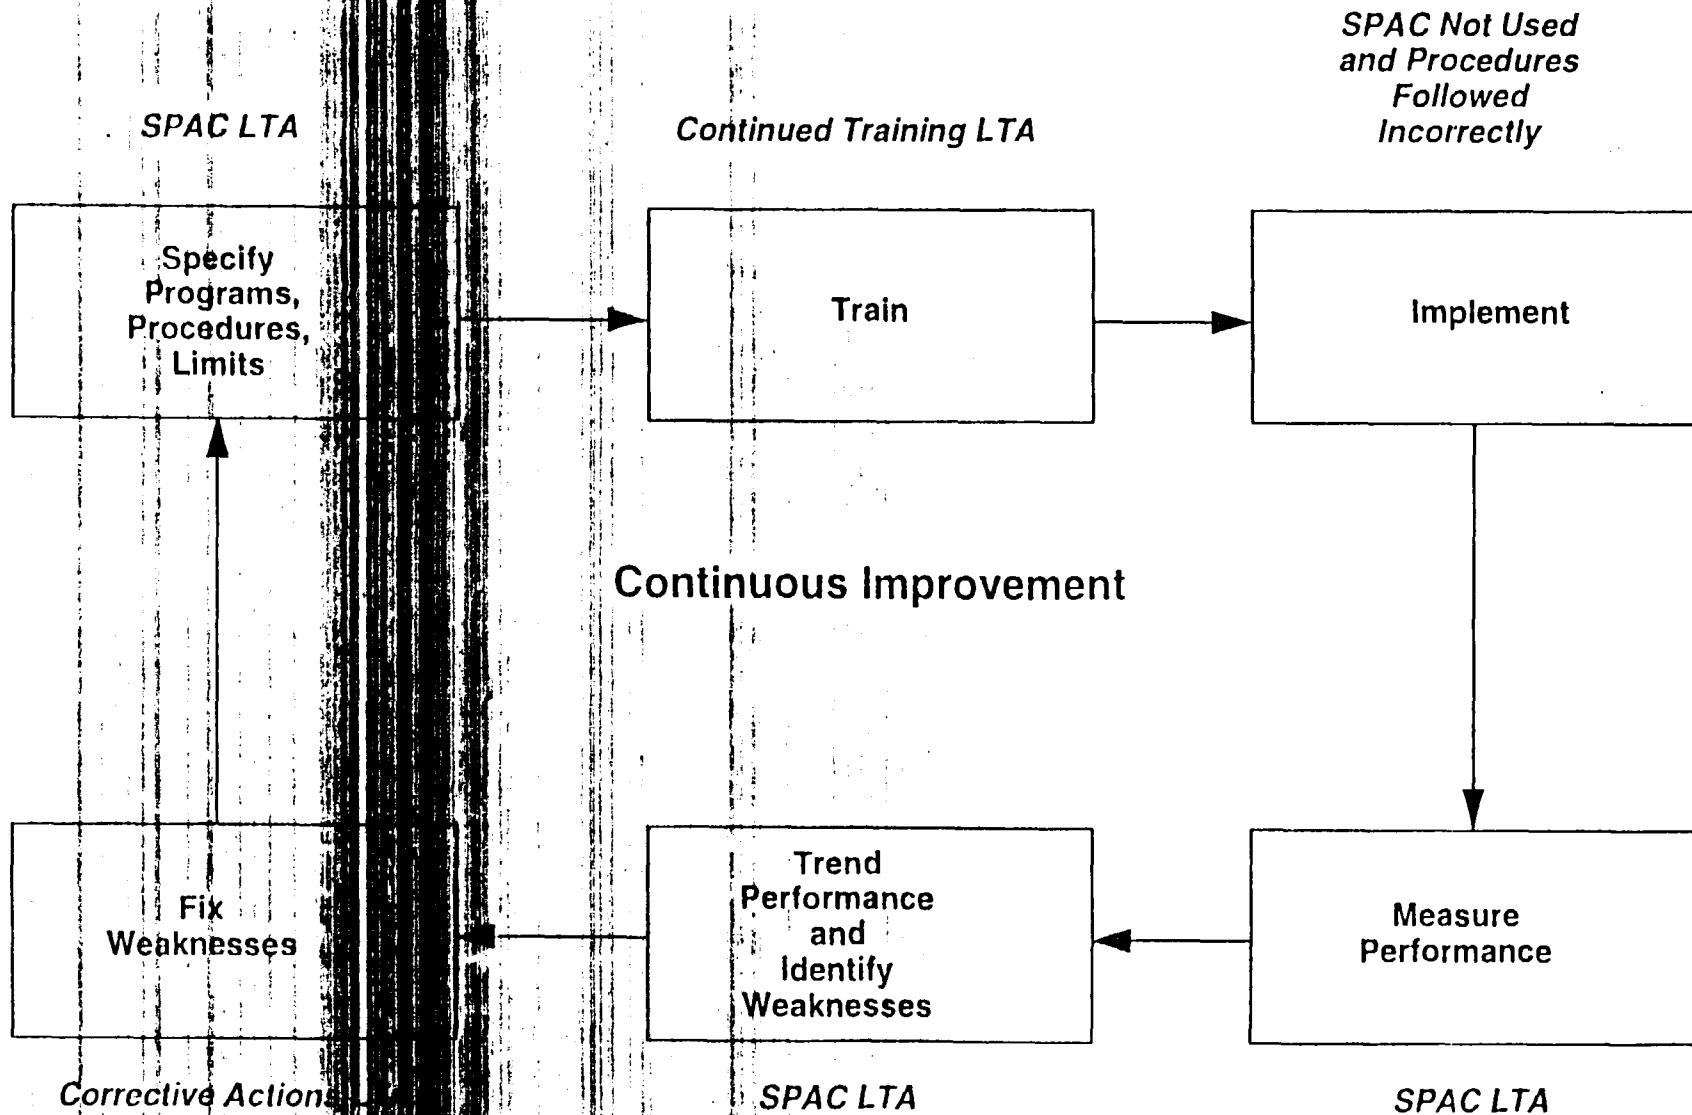 SPAC Not Used
and Procedures
Followed
Incorrectly
SPAC LTA
Continued Training LTA
Specify
Programs,
Procedures,
Limits
Train
Implement
Continuous Improvement
Fix
Weaknesses
Trend
Performance
and
Identify
Weaknesses
Measure
Performance
Corrective Actions
SPAC LTA
SPAC LTA